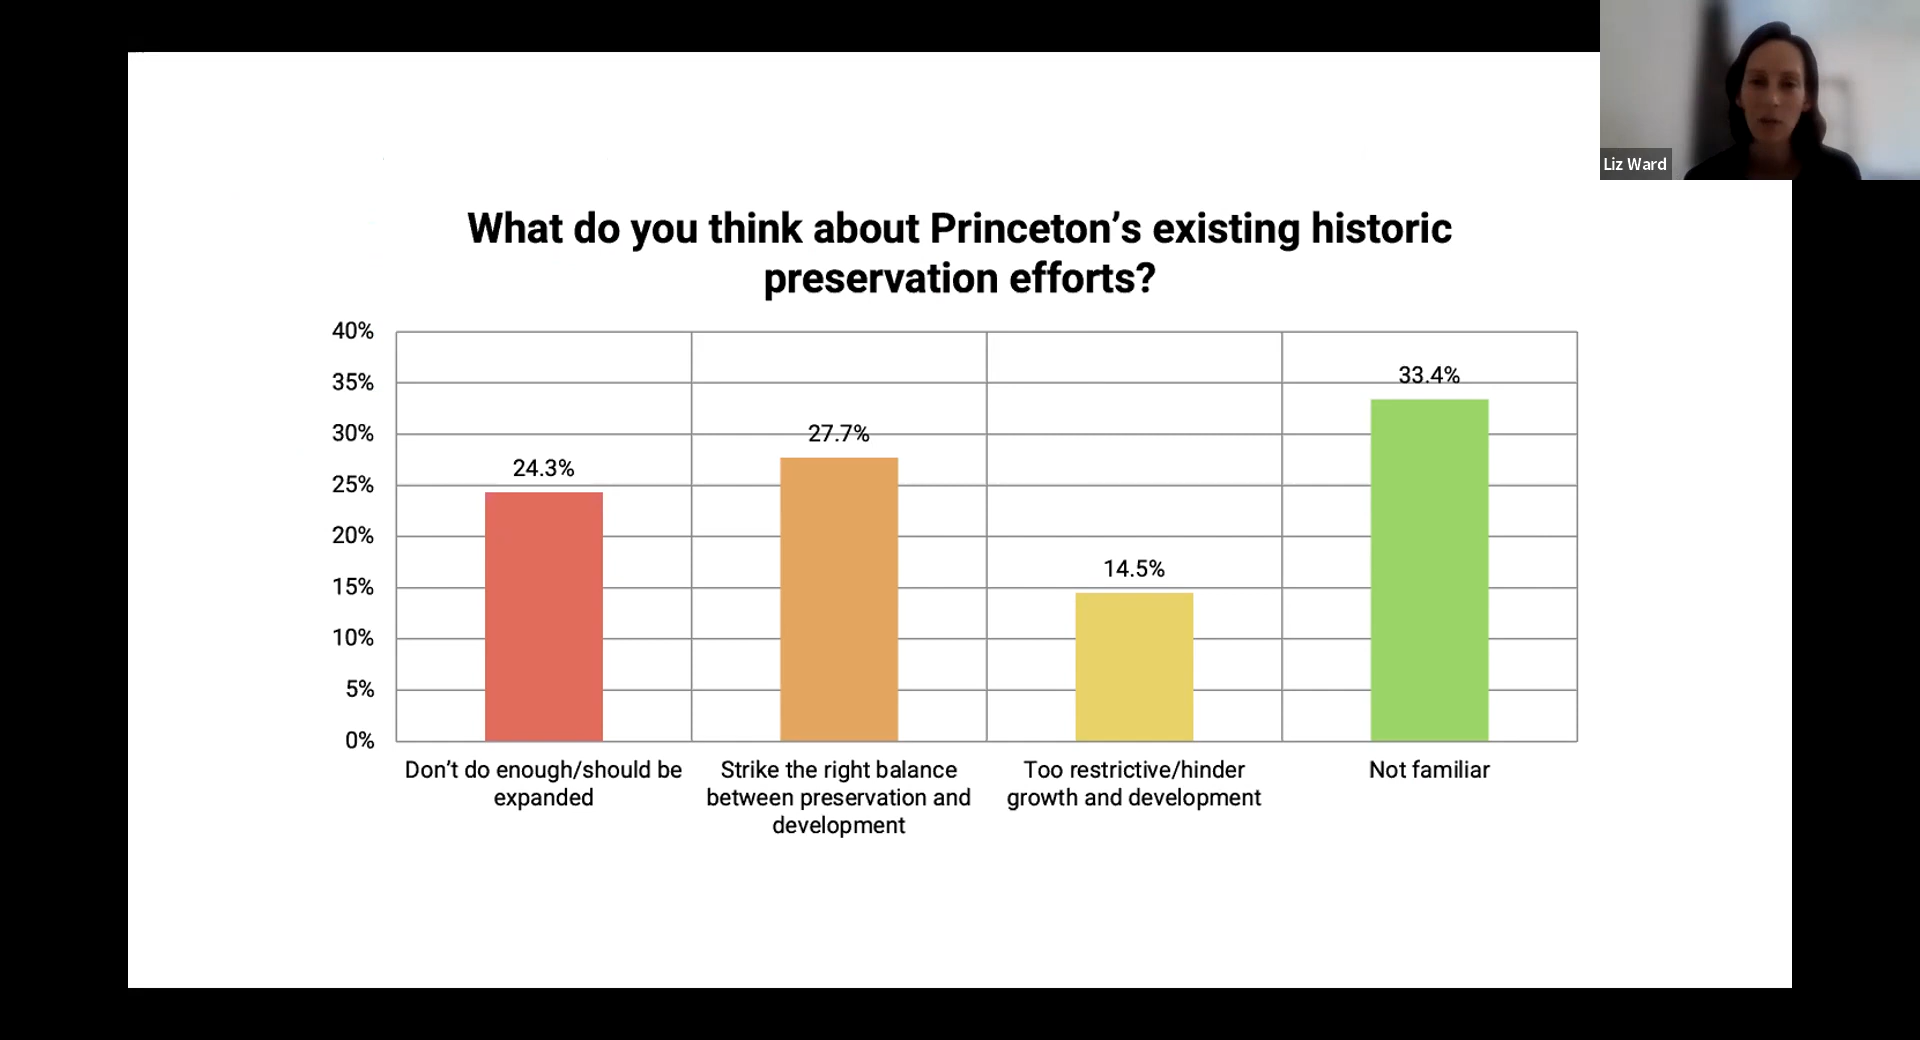 Liz Ward
What do you think about Princeton’s existing historic
preservation efforts?
40%
35%
30%
25%
20%
15%
10%
5%
0%
24.3%
27.7%
14.5%
33.4%
Don’t do enough/should be
expanded
Strike the right balance
between preservation and
development
Too restrictive/hinder
growth and development
Not familiar